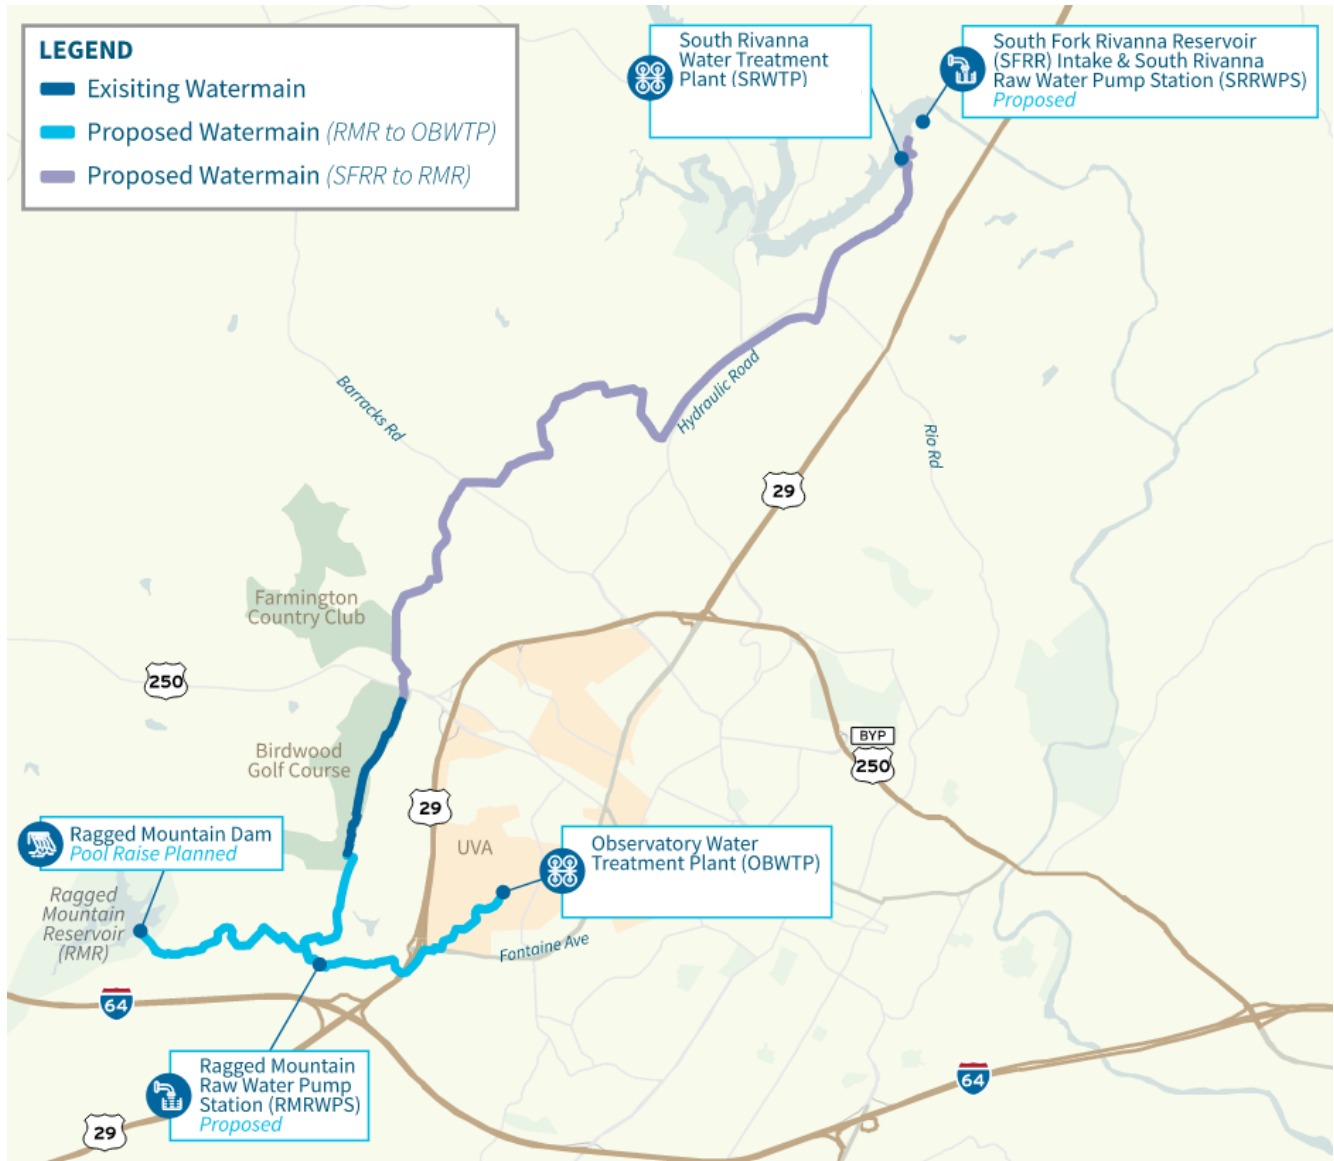 LEGEND
Exisiting Watermain
Proposed Watermain (RMR to OBWTP)
Proposed Watermain (SFRR to RMR)
South Rivanna
Water Treatment
Plant (SRWTP)
South Fork Rivanna Reservoir
(SFRR) Intake & South Rivanna
Raw Water Pump Station (SRRWPS)
Proposed
Barracks Rd
Hydraulic Road
Rio Rd
29
Farmington
Country Club
250
Birdwood
Golf Course
BYP
250
29
UVA
Ragged Mountain Dam
Pool Raise Planned
Observatory Water
Treatment Plant (OBWTP)
Ragged
Mountain
Reservoir
(RMR)
Fontaine Ave
64
Ragged Mountain
Raw Water Pump
Station (RMRWPS)
Proposed
64
29